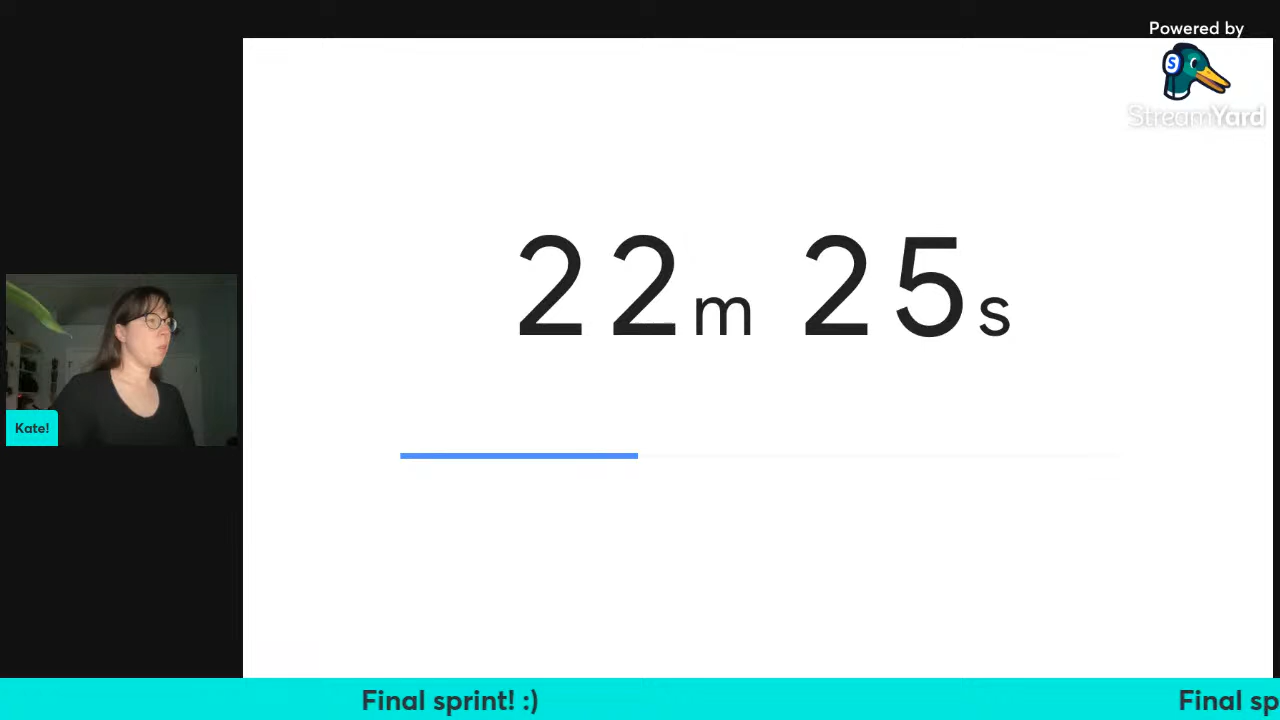 Powered by
S
StreamYard
22m 25s
Kate!
Final sprint! :)
Final sp